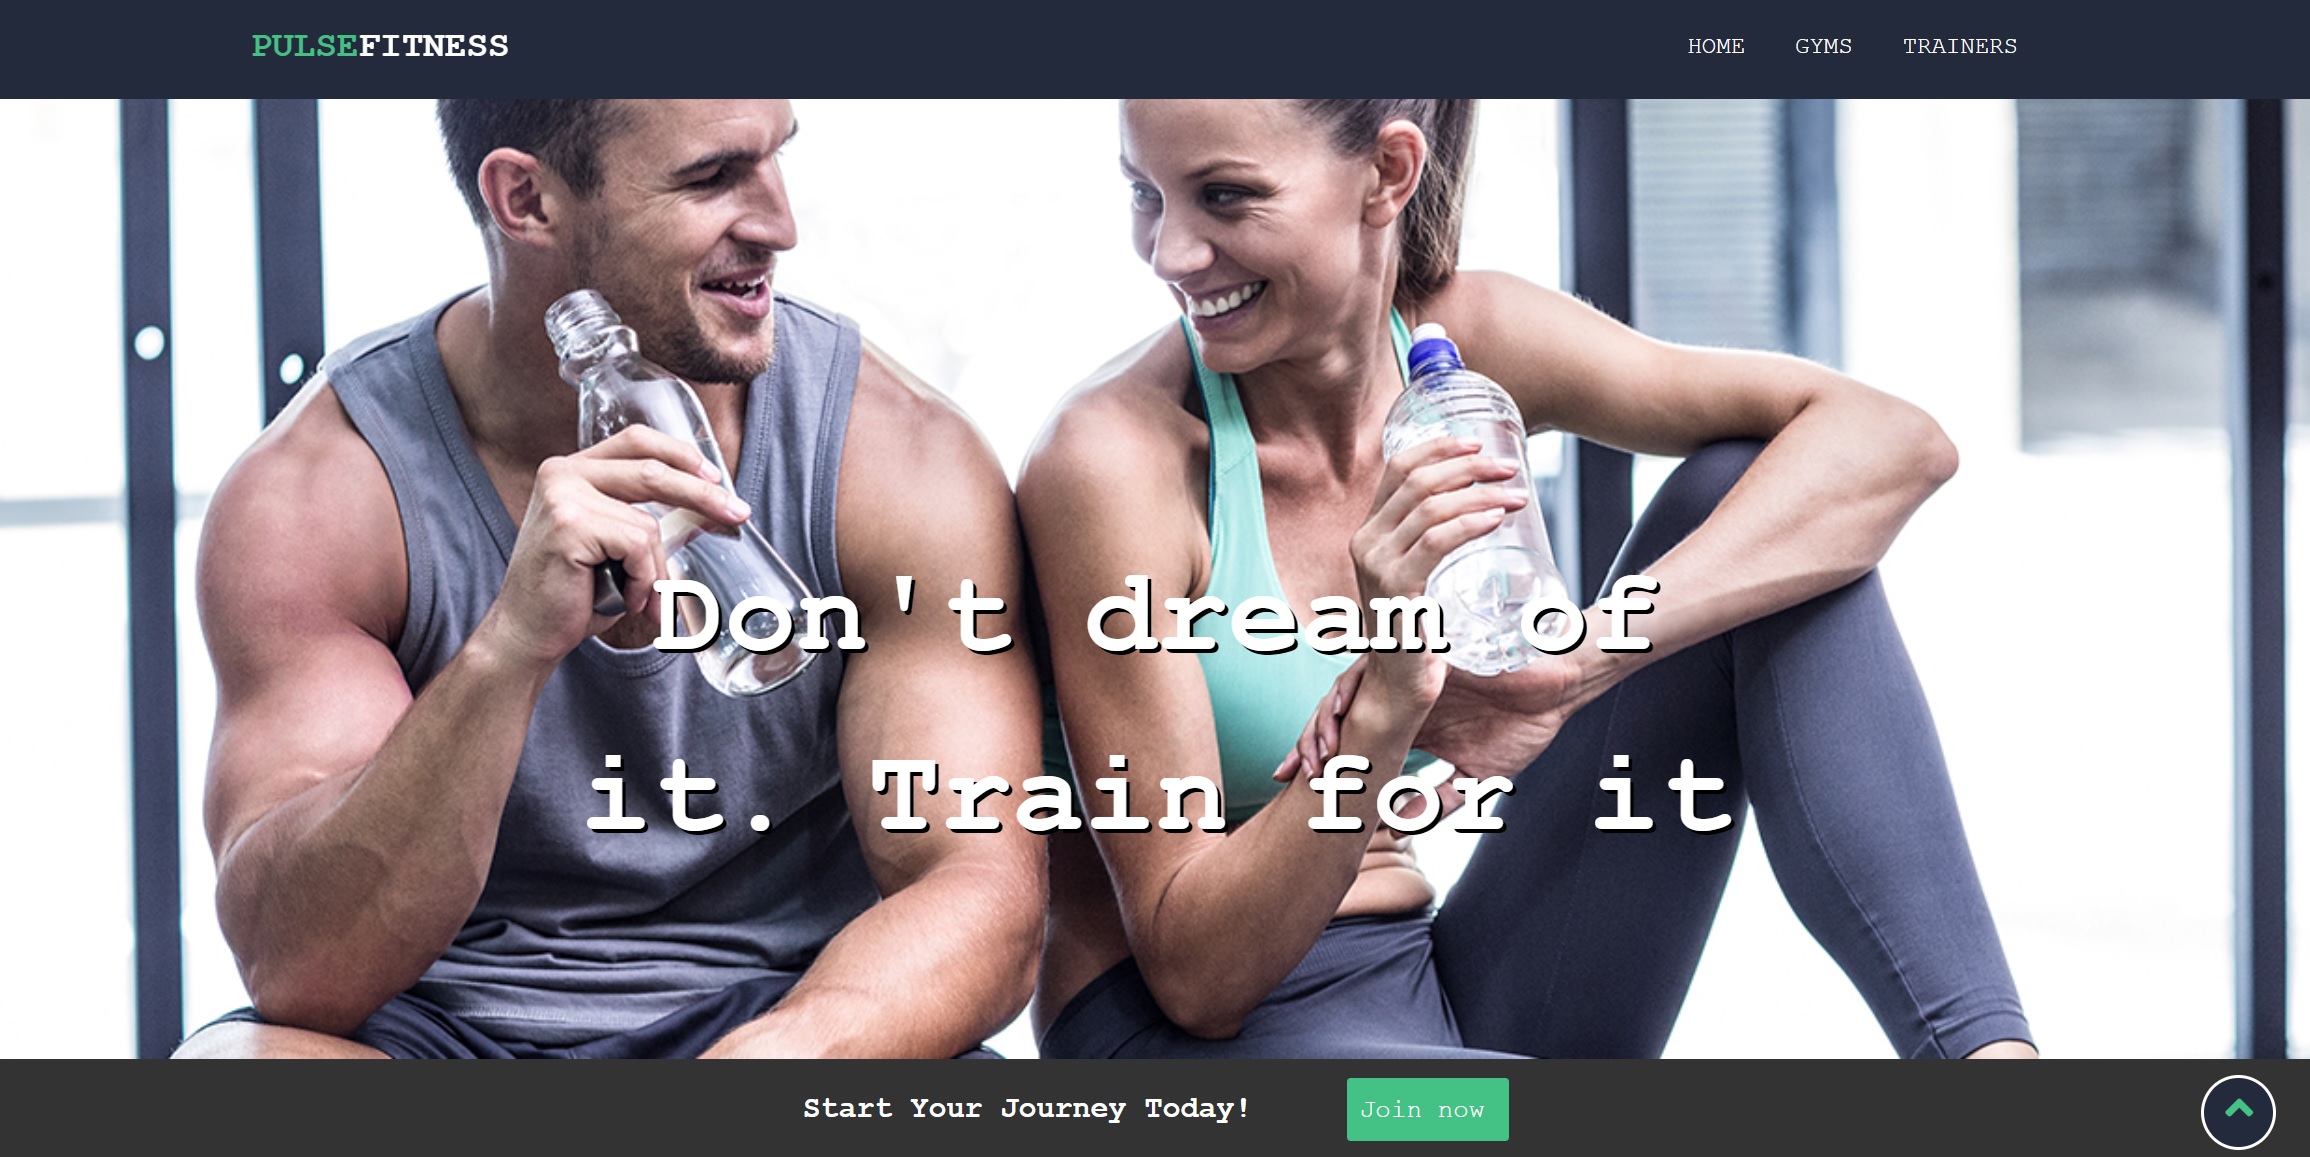 PULSEFITNESS
HOME GYMS TRAINERS
Don't dream of
it. Train for it
Start Your Journey Today!
Join now